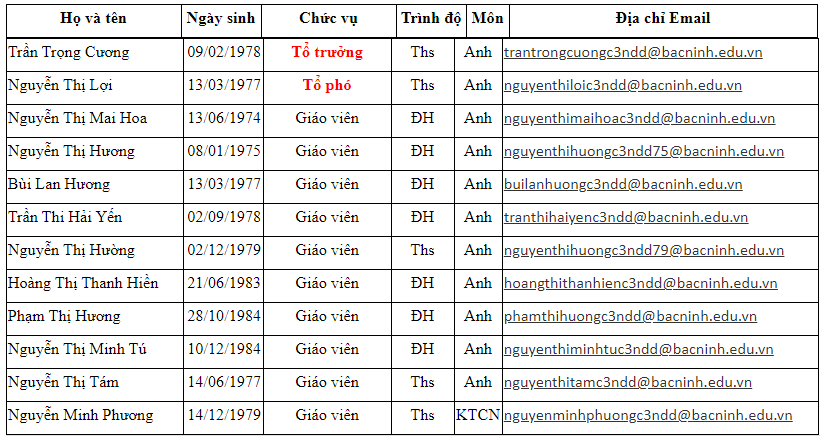 Họ và tên Ngày sinh Chức vụ Trình độ Môn Địa chỉ Email
Trần Trọng Cương 09/02/1978 Tổ trưởng Ths Anh trantrongcuongc3ndd@bacninh.edu.vn
Nguyễn Thị Lợi 13/03/1977 Tổ phó Ths Anh nguyenthiloic3ndd@bacninh.edu.vn
Nguyễn Thị Mai Hoa 13/06/1974 Giáo viên ĐH Anh nguyenthimaihoac3ndd@bacninh.edu.vn
Nguyễn Thị Hương 08/01/1975 Giáo viên ĐH Anh nguyenthihuongc3ndd75@bacninh.edu.vn
Bùi Lan Hương 13/03/1977 Giáo viên ĐH Anh builanhuongc3ndd@bacninh.edu.vn
Trần Thi Hải Yến 02/09/1978 Giáo viên ĐH Anh tranthihaiyenc3ndd@bacninh.edu.vn
Nguyễn Thị Hường 02/12/1979 Giáo viên Ths Anh nguyenthihuongc3ndd79@bacninh.edu.vn
Hoàng Thị Thanh Hiền 21/06/1983 Giáo viên ĐH Anh hoangthithanhienc3ndd@bacninh.edu.vn
Phạm Thị Hương 28/10/1984 Giáo viên ĐH Anh phamthihuongc3ndd@bacninh.edu.vn
Nguyễn Thị Minh Tú 10/12/1984 Giáo viên ĐH Anh nguyenthiminhtuc3ndd@bacninh.edu.vn
Nguyễn Thị Tám 14/06/1977 Giáo viên Ths Anh nguyenthitamc3ndd@bacninh.edu.vn
Nguyễn Minh Phương 14/12/1979 Giáo viên Ths KTCN nguyenminhphuongc3ndd@bacninh.edu.vn